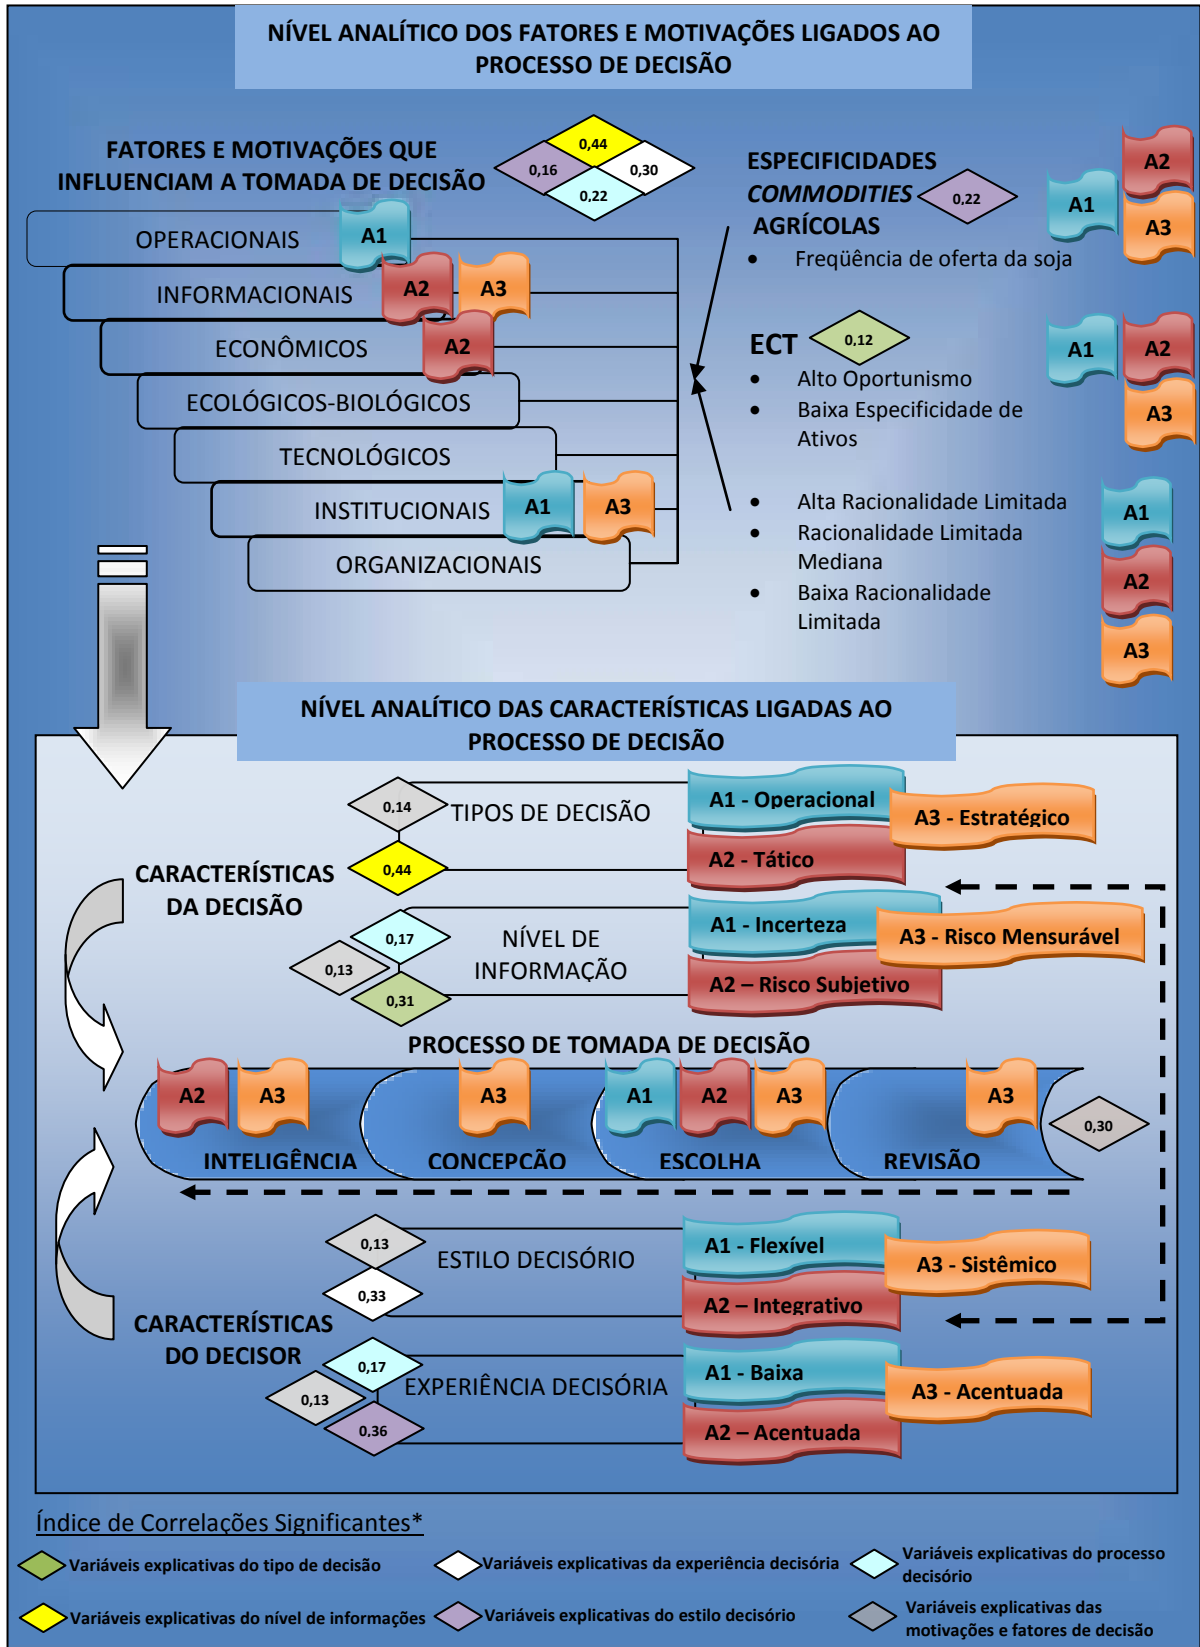 NÍVEL ANALÍTICO DOS FATORES E MOTIVAÇÕES LIGADOS AO
PROCESSO DE DECISÃO
FATORES E MOTIVAÇÕES QUE
INFLUENCIAM A TOMADA DE DECISÃO
0,44
0,16
0,30
0,22
OPERACIONAIS
A1
INFORMACIONAIS
A2
A3
ECONÔMICOS
A2
ECOLÓGICOS-BIOLÓGICOS
TECNOLÓGICOS
INSTITUCIONAIS
A1
A3
ORGANIZACIONAIS
ESPECIFICIDADES
COMMODITIES
AGRÍCOLAS
0,22
A1
A2
A3
• Freqüência de oferta da soja
ECT
0,12
A1
A2
A3
• Alto Oportunismo
• Baixa Especificidade de
Ativos
• Alta Racionalidade Limitada
• Racionalidade Limitada
Mediana
• Baixa Racionalidade
Limitada
A1
A2
A3
NÍVEL ANALÍTICO DAS CARACTERÍSTICAS LIGADAS AO
PROCESSO DE DECISÃO
CARACTERÍSTICAS
DA DECISÃO
0,14
TIPOS DE DECISÃO
0,44
A1 - Operacional
A3 - Estratégico
A2 - Tático
0,17
0,13
0,31
NÍVEL DE
INFORMAÇÃO
A1 - Incerteza
A3 - Risco Mensurável
A2 – Risco Subjetivo
PROCESSO DE TOMADA DE DECISÃO
A2
A3
A3
A1
A2
A3
A3
0,30
INTELIGÊNCIA
CONCEPCÃO
ESCOLHA
REVISÃO
0,13
ESTILO DECISÓRIO
0,33
A1 - Flexível
A3 - Sistêmico
A2 – Integrativo
CARACTERÍSTICAS
DO DECISOR
0,17
0,13
0,36
EXPERIÊNCIA DECISÓRIA
A1 - Baixa
A3 - Acentuada
A2 – Acentuada
Índice de Correlações Significantes*
Variáveis explicativas do tipo de decisão
Variáveis explicativas da experiência decisória
Variáveis explicativas do processo
decisório
Variáveis explicativas do nível de informações
Variáveis explicativas do estilo decisório
Variáveis explicativas das
motivações e fatores de decisão